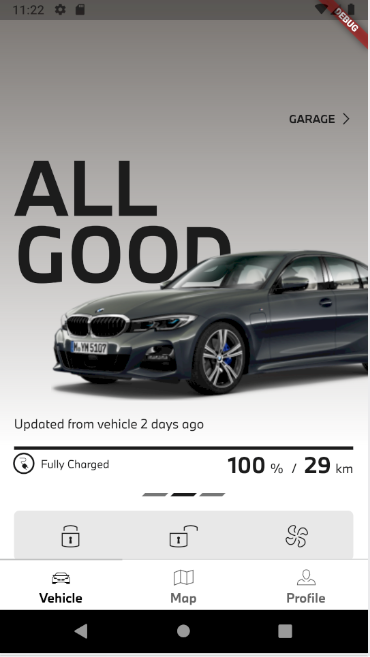 11:22
DEBUG
GARAGE
ALL
GOOD
M·YM 5107
Updated from vehicle 2 days ago
Fully Charged
100 % / 29 km
Vehicle
Map
Profile